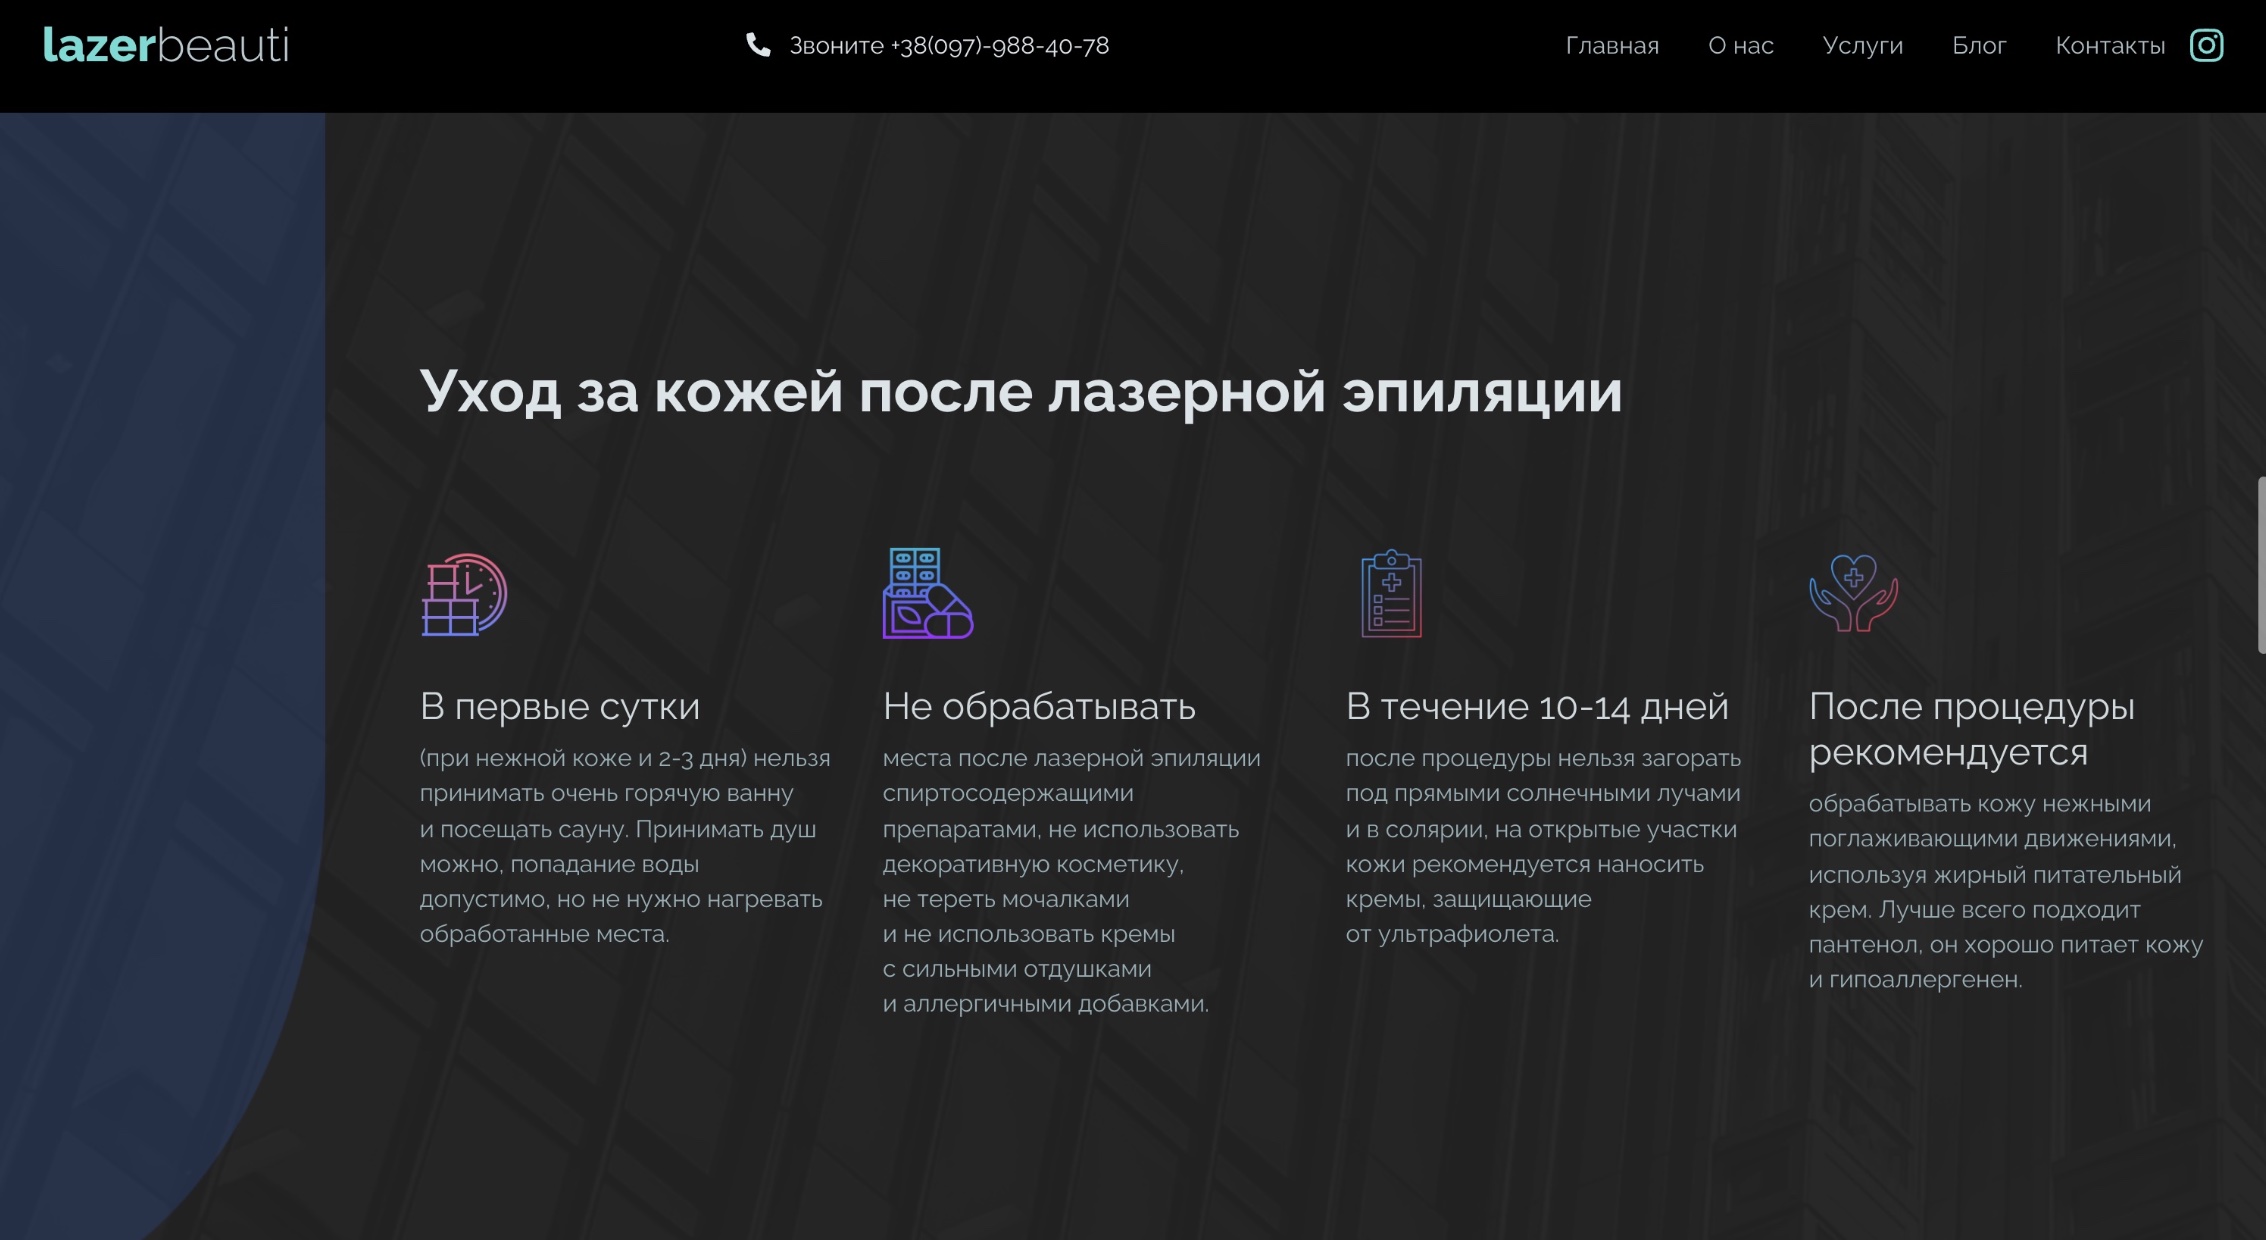 lazerbeauti
Звоните +38(097)-988-40-78
Главная
О нас
Услуги
Блог
Контакты
Уход за кожей после лазерной эпиляции
В первые сутки
(при нежной коже и 2-3 дня) нельзя
принимать очень горячую ванну
и посещать сауну. Принимать душ
можно, попадание воды
допустимо, но не нужно нагревать
обработанные места.
Не обрабатывать
места после лазерной эпиляции
спиртосодержащими
препаратами, не использовать
декоративную косметику,
не тереть мочалками
и не использовать кремы
с сильными отдушками
и аллергичными добавками.
В течение 10-14 дней
после процедуры нельзя загорать
под прямыми солнечными лучами
и в солярии, на открытые участки
кожи рекомендуется наносить
кремы, защищающие
от ультрафиолета.
После процедуры
рекомендуется
обрабатывать кожу нежными
поглаживающими движениями,
используя жирный питательный
крем. Лучше всего подходит
пантенол, он хорошо питает кожу
и гипоаллергенен.